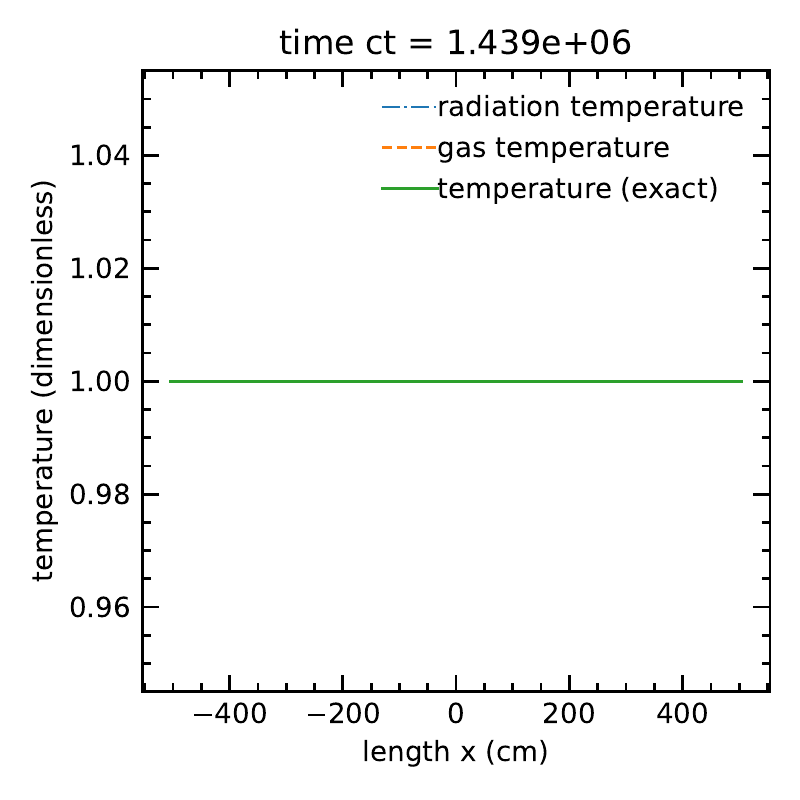 time ct = 1.439e+06
radiation temperature
gas temperature
temperature (exact)
temperature (dimensionless)
1.04
1.02
1.00
0.98
0.96
−400
−200
0
200
400
length x (cm)